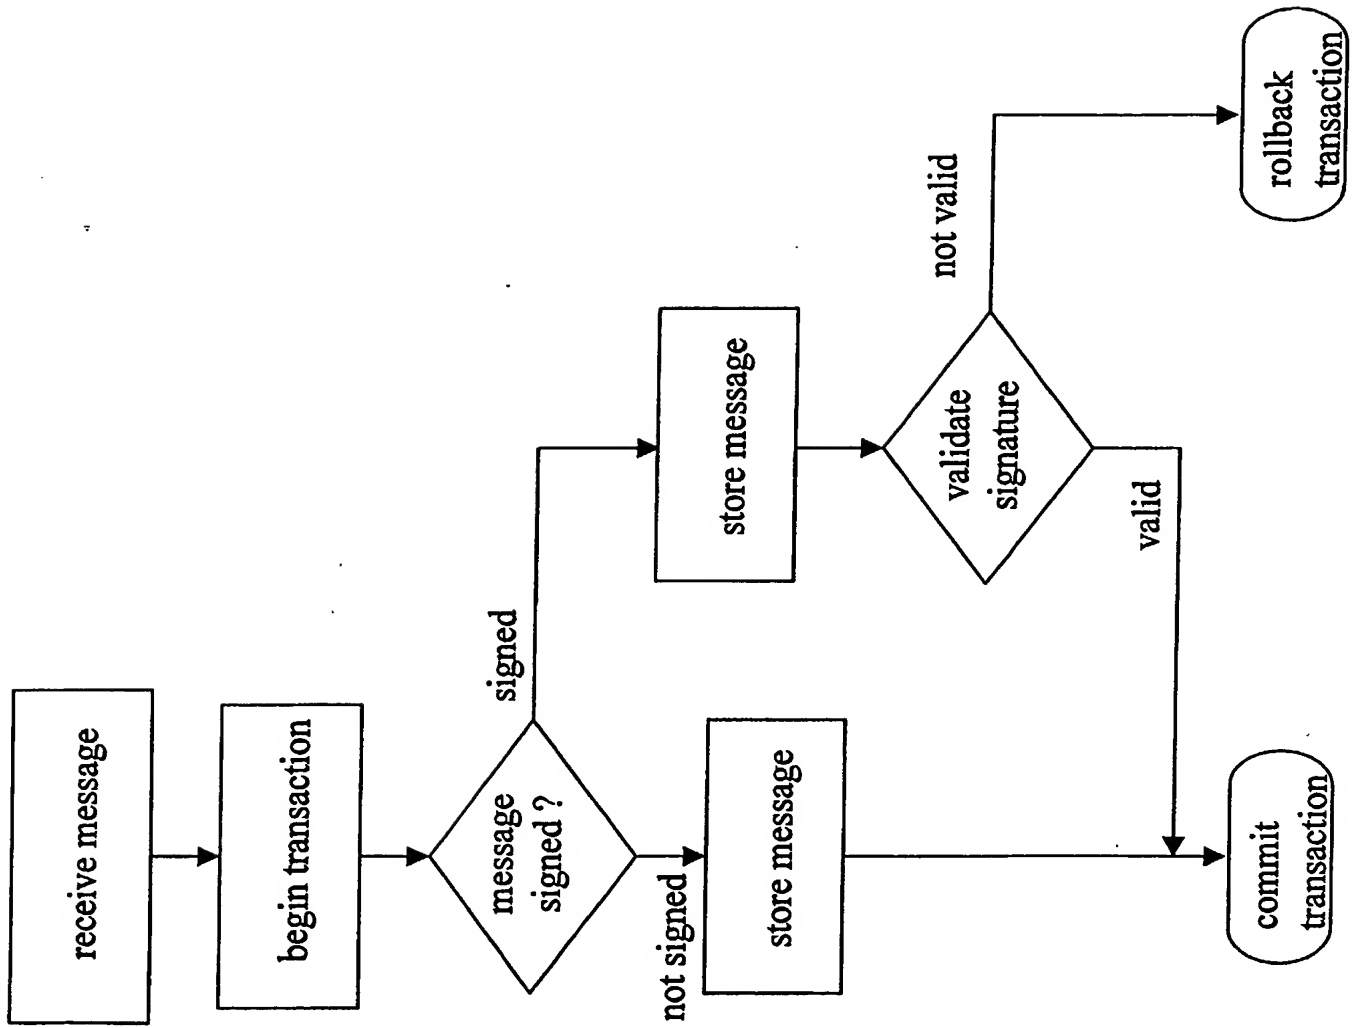 receive message
begin transaction
message
signed ?
signed
not signed
store message
store message
validate
signature
not valid
valid
commit
transaction
rollback
transaction